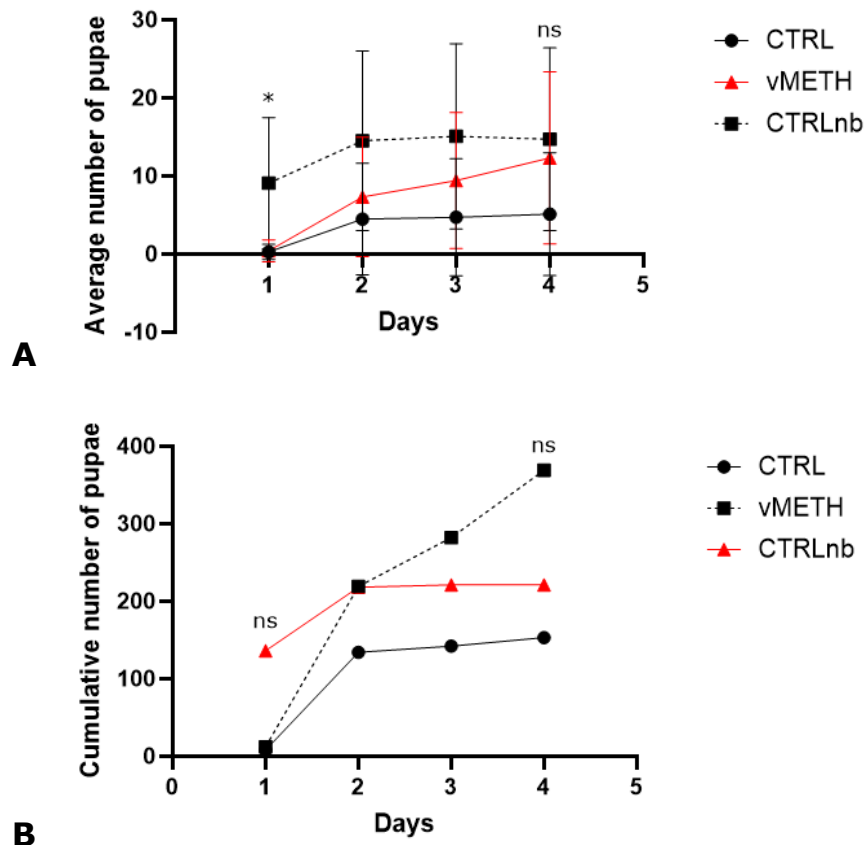 30
20
10
0
-10
Average number of pupae
*
ns
1 2 3 4 5
Days
CTRL
vMETH
CTRLnb
A
400
300
200
100
0
Cumulative number of pupae
ns
ns
0 1 2 3 4 5
Days
CTRL
vMETH
CTRLnb
B